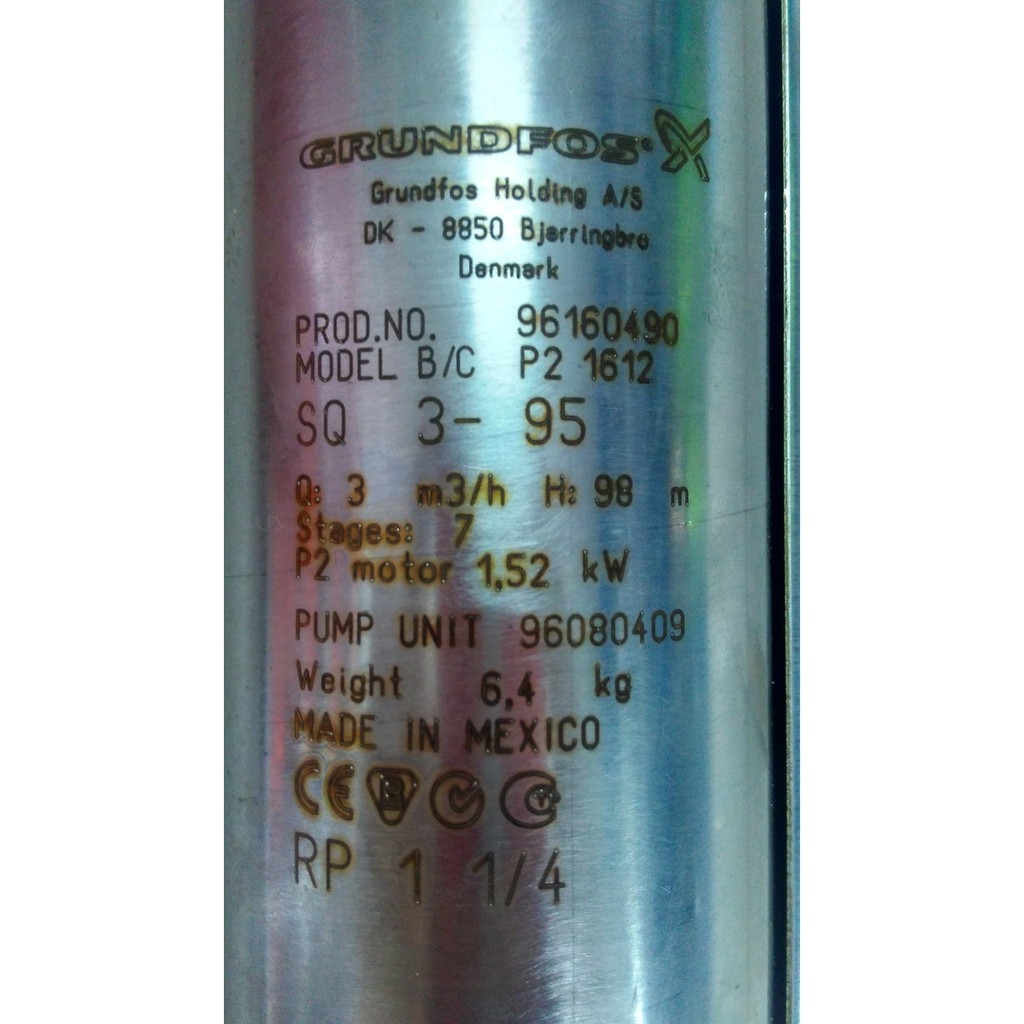 GRUNDFOS
Grundfos Holding A/S
DK - 8850 Bjerringbro
Denmark
PROD.NO. 96160490
MODEL B/C P2 1612
SQ 3- 95
Q: 3 m3/h H: 98 m
Stages: 7
P2 motor 1,52 kW
PUMP UNIT 96080409
Weight 6,4 kg
MADE IN MEXICO
CE
RP 1 1/4